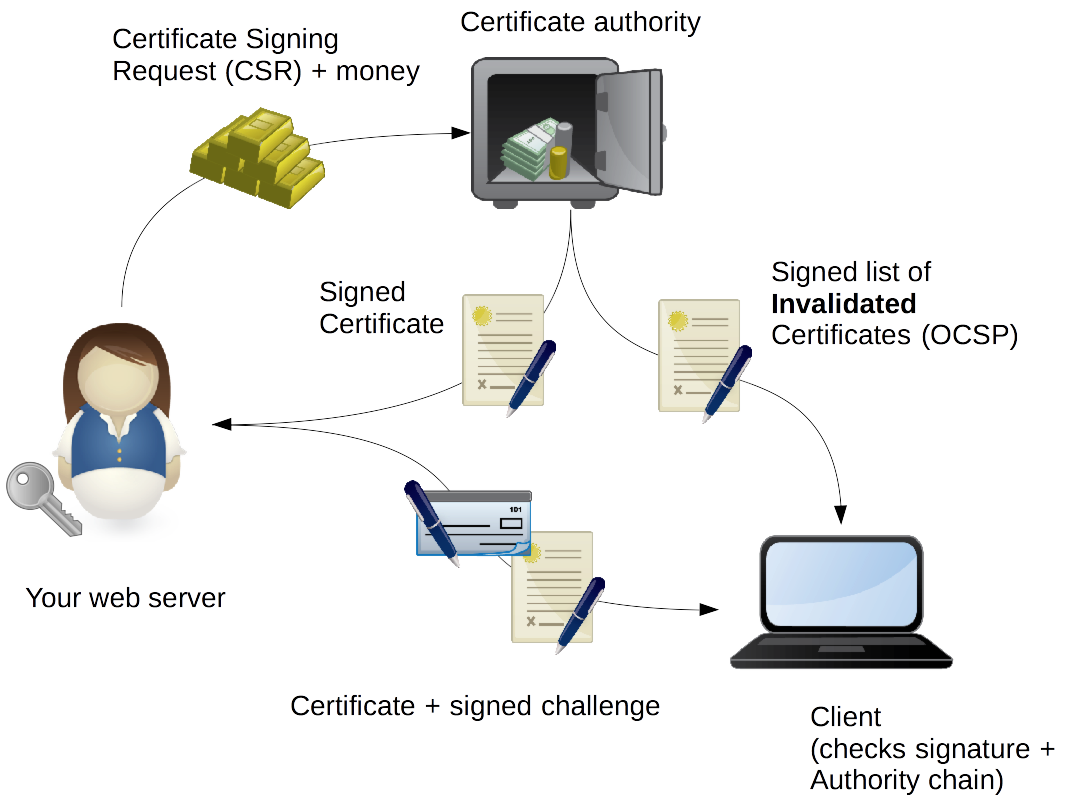 Certificate authority
Certificate Signing
Request (CSR) + money
Signed list of
Invalidated
Certificates (OCSP)
Signed
Certificate
101
Your web server
Certificate + signed challenge
Client
(checks signature +
Authority chain)